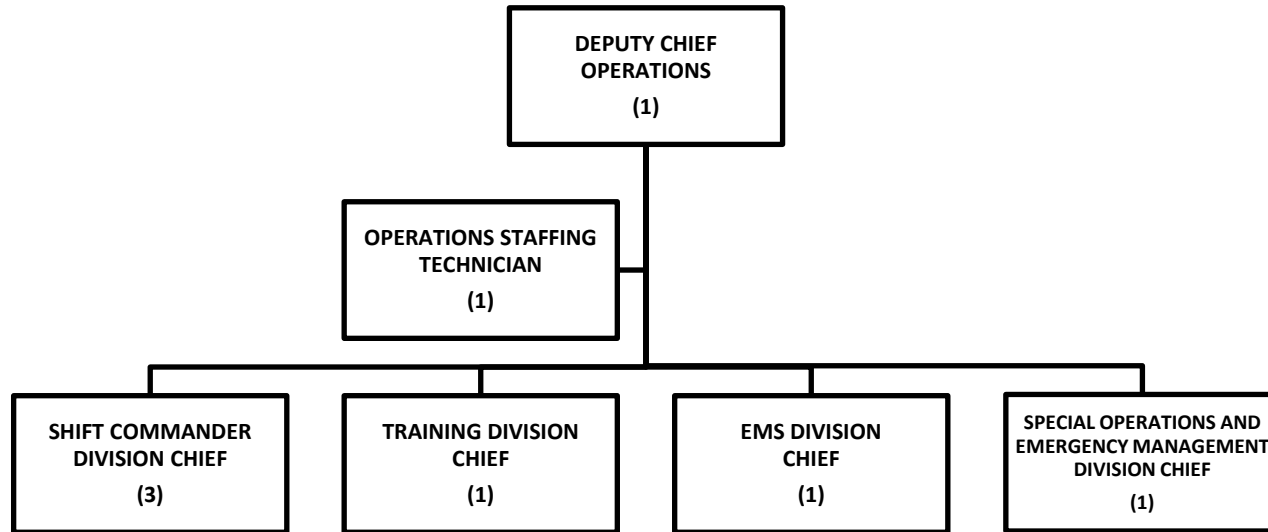 DEPUTY CHIEF
OPERATIONS
(1)
OPERATIONS STAFFING
TECHNICIAN
(1)
SHIFT COMMANDER
DIVISION CHIEF
(3)
TRAINING DIVISION
CHIEF
(1)
EMS DIVISION
CHIEF
(1)
SPECIAL OPERATIONS AND
EMERGENCY MANAGEMENT
DIVISION CHIEF
(1)